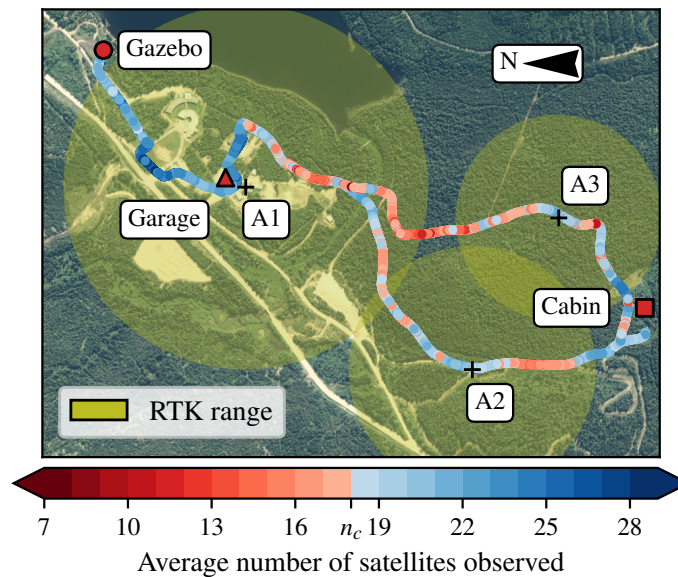 Gazebo
N
A3
Garage
A1
Cabin
A2
RTK range
7 10 13 16 n_c 19 22 25 28
Average number of satellites observed